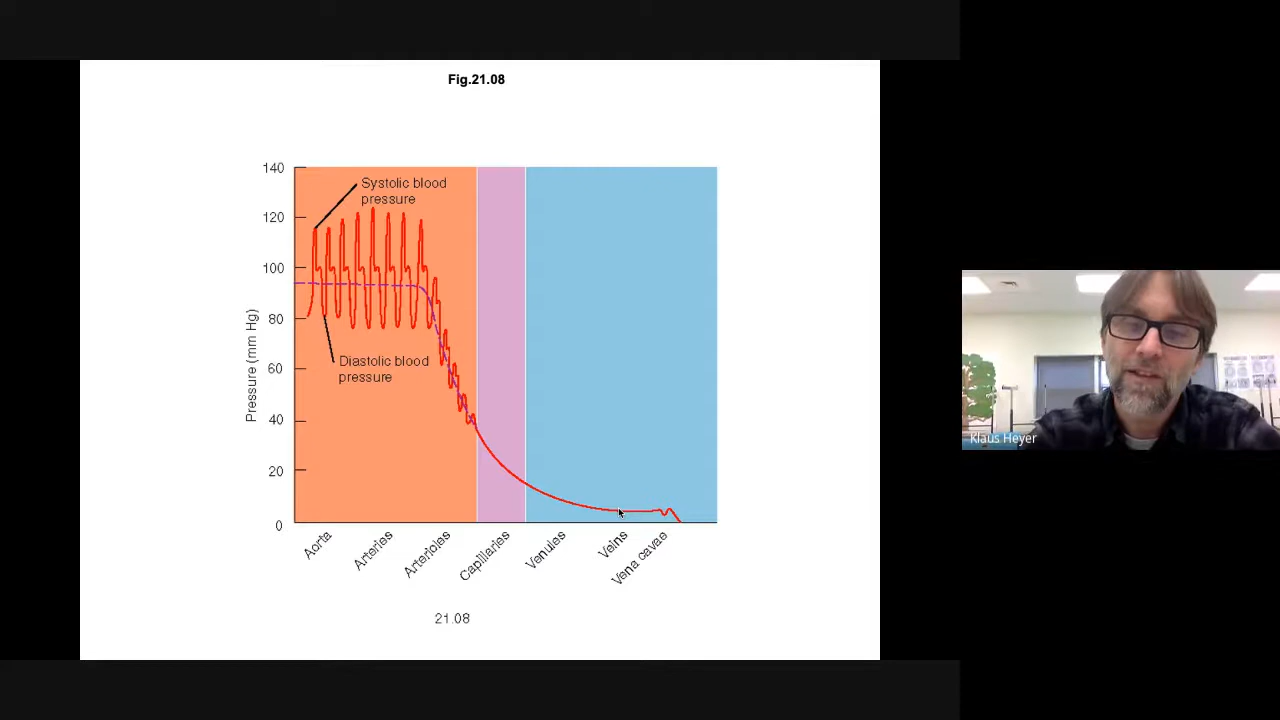 Fig.21.08
140
120
100
80
60
40
20
0
Pressure (mm Hg)
Systolic blood
pressure
Diastolic blood
pressure
Aorta
Arteries
Arterioles
Capillaries
Venules
Veins
Vena cavae
21.08
Klaus Heyer